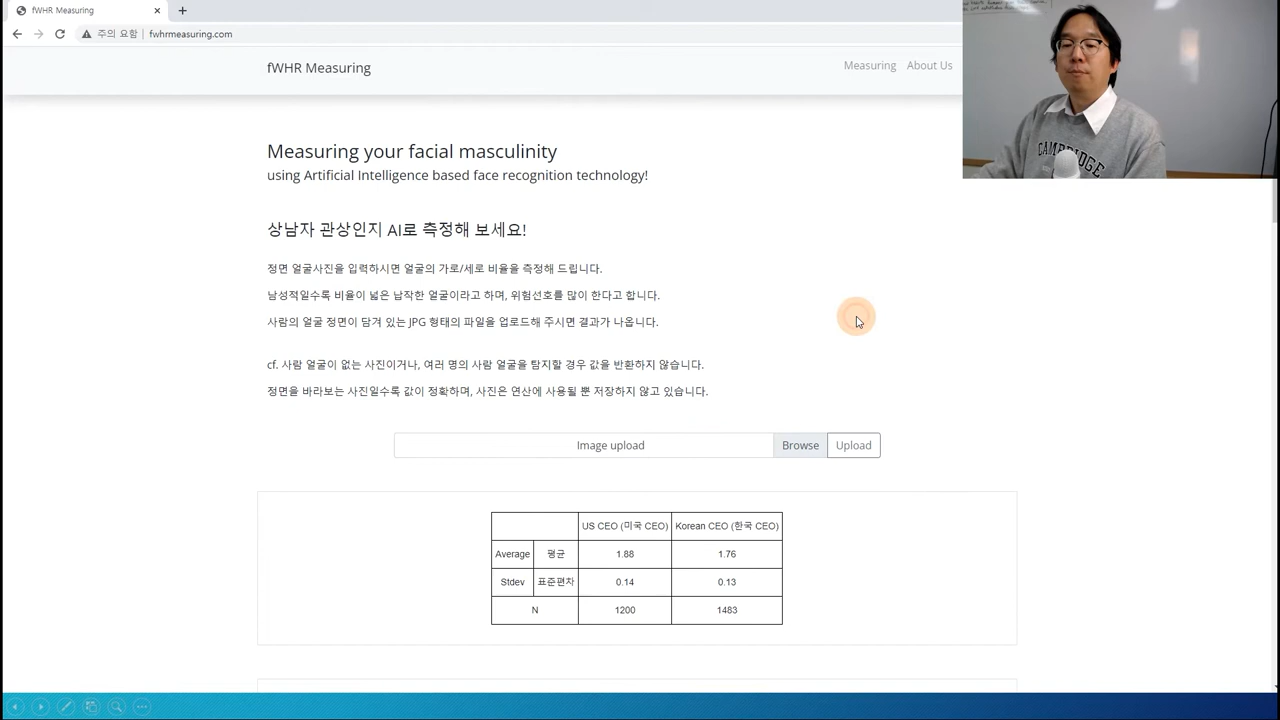 fWHR Measuring
주의 요함
fwhrmeasuring.com
fWHR Measuring
Measuring About Us
CAMBRIDGE
Measuring your facial masculinity
using Artificial Intelligence based face recognition technology!
상남자 관상인지 AI로 측정해 보세요!
정면 얼굴사진을 입력하시면 얼굴의 가로/세로 비율을 측정해 드립니다.
남성적일수록 비율이 넓은 납작한 얼굴이라고 하며, 위험선호를 많이 한다고 합니다.
사람의 얼굴 정면이 담겨 있는 JPG 형태의 파일을 업로드해 주시면 결과가 나옵니다.
cf. 사람 얼굴이 없는 사진이거나, 여러 명의 사람 얼굴을 탐지할 경우 값을 반환하지 않습니다.
정면을 바라보는 사진일수록 값이 정확하며, 사진은 연산에 사용될 뿐 저장하지 않고 있습니다.
Image upload Browse Upload
US CEO (미국 CEO) Korean CEO (한국 CEO)
Average 평균 1.88 1.76
Stdev 표준편차 0.14 0.13
N 1200 1483